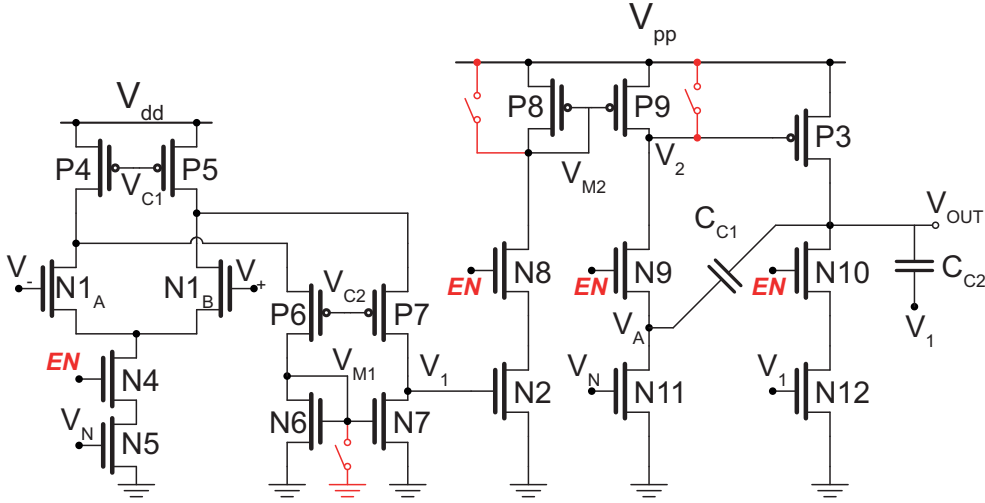 Vpp
Vdd
P8
P9
P3
P4
VC1
P5
VM2
V2
VOUT
CC1
V-
N1A
N1B
V+
EN
N8
EN
N9
EN
N10
CC2
P6
VC2
P7
VA
V1
EN
N4
VM1
V1
N2
VN
N11
V1
N12
VN
N5
N6
N7